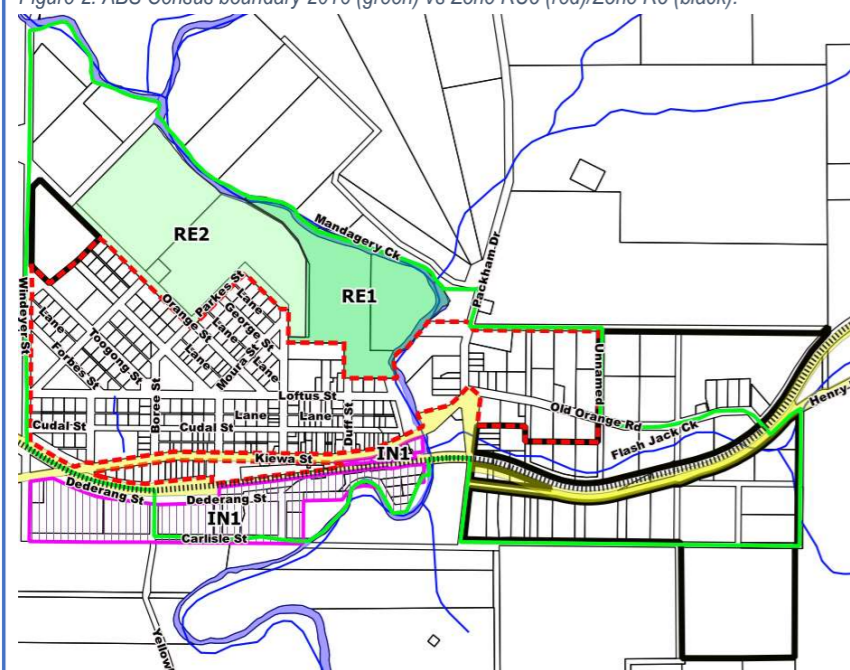 Figure 2: ABS Census boundary 2016 (green) vs Zone RU5 (red)/Zone R5 (black).
RE2
Mandagery Ck
RE1
Packham Dr
Windeyer St
Parkes St
Lane
Orange St
George St
Lane
Lane
Toogong St
Lane
Forbes St
Lane
Moura St
Lane
Unnamed
Loftus St
Boree St
Lane
Lane
Duff St
Cudal St
Cudal St
Old Orange Rd
Flash Jack Ck
Henry
Kiewa St
IN1
Dederang St
Dederang St
IN1
Carlisle St
Yellow